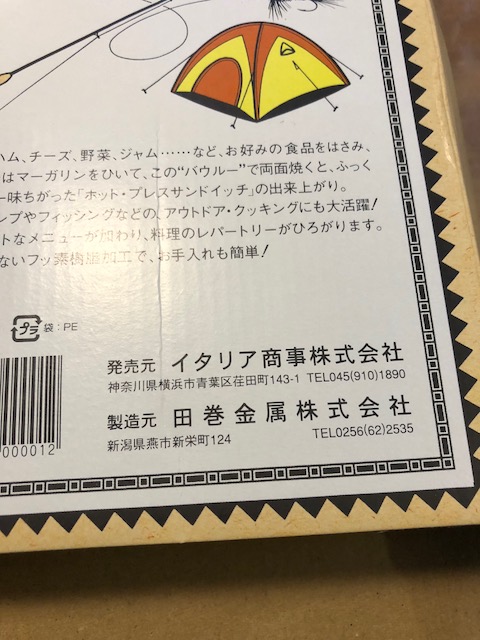 ハム、チーズ、野菜、ジャム……など、お好みの食品をはさみ、
はマーガリンをひいて、この“バウルー”で両面焼くと、ふっく
一味ちがった「ホット・プレスサンドイッチ」の出来上がり。
ンプやフィッシングなどの、アウトドア・クッキングにも大活躍!
トなメニューが加わり、料理のレパートリーがひろがります。
ないフッ素樹脂加工で、お手入れも簡単!
プラ 袋:PE
発売元 イタリア商事株式会社
神奈川県横浜市青葉区荏田町143-1 TEL045(910)1890
製造元 田巻金属株式会社
新潟県燕市新栄町124 TEL0256(62)2535
000012